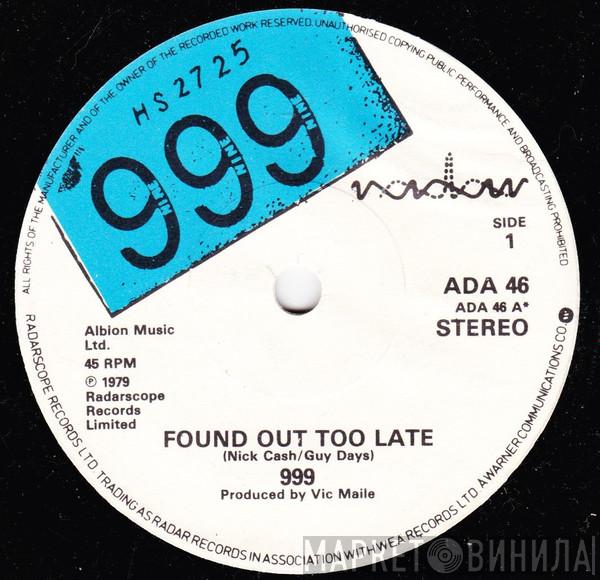 ALL RIGHTS OF THE MANUFACTURER AND OF THE OWNER OF THE RECORDED WORK RESERVED. UNAUTHORISED COPYING PUBLIC PERFORMANCE AND BROADCASTING PROHIBITED
HS2725
999
NINE NINE NINE
radar
SIDE
1
ADA 46
ADA 46 A*
STEREO
Albion Music
Ltd.
45 RPM
℗ 1979
Radarscope
Records
Limited
FOUND OUT TOO LATE
(Nick Cash/Guy Days)
999
Produced by Vic Maile
RADARSCOPE RECORDS LTD. TRADING AS RADAR RECORDS IN ASSOCIATION WITH WEA RECORDS LTD. A WARNER COMMUNICATIONS CO.
МАРКЕТ ВИНИЛА